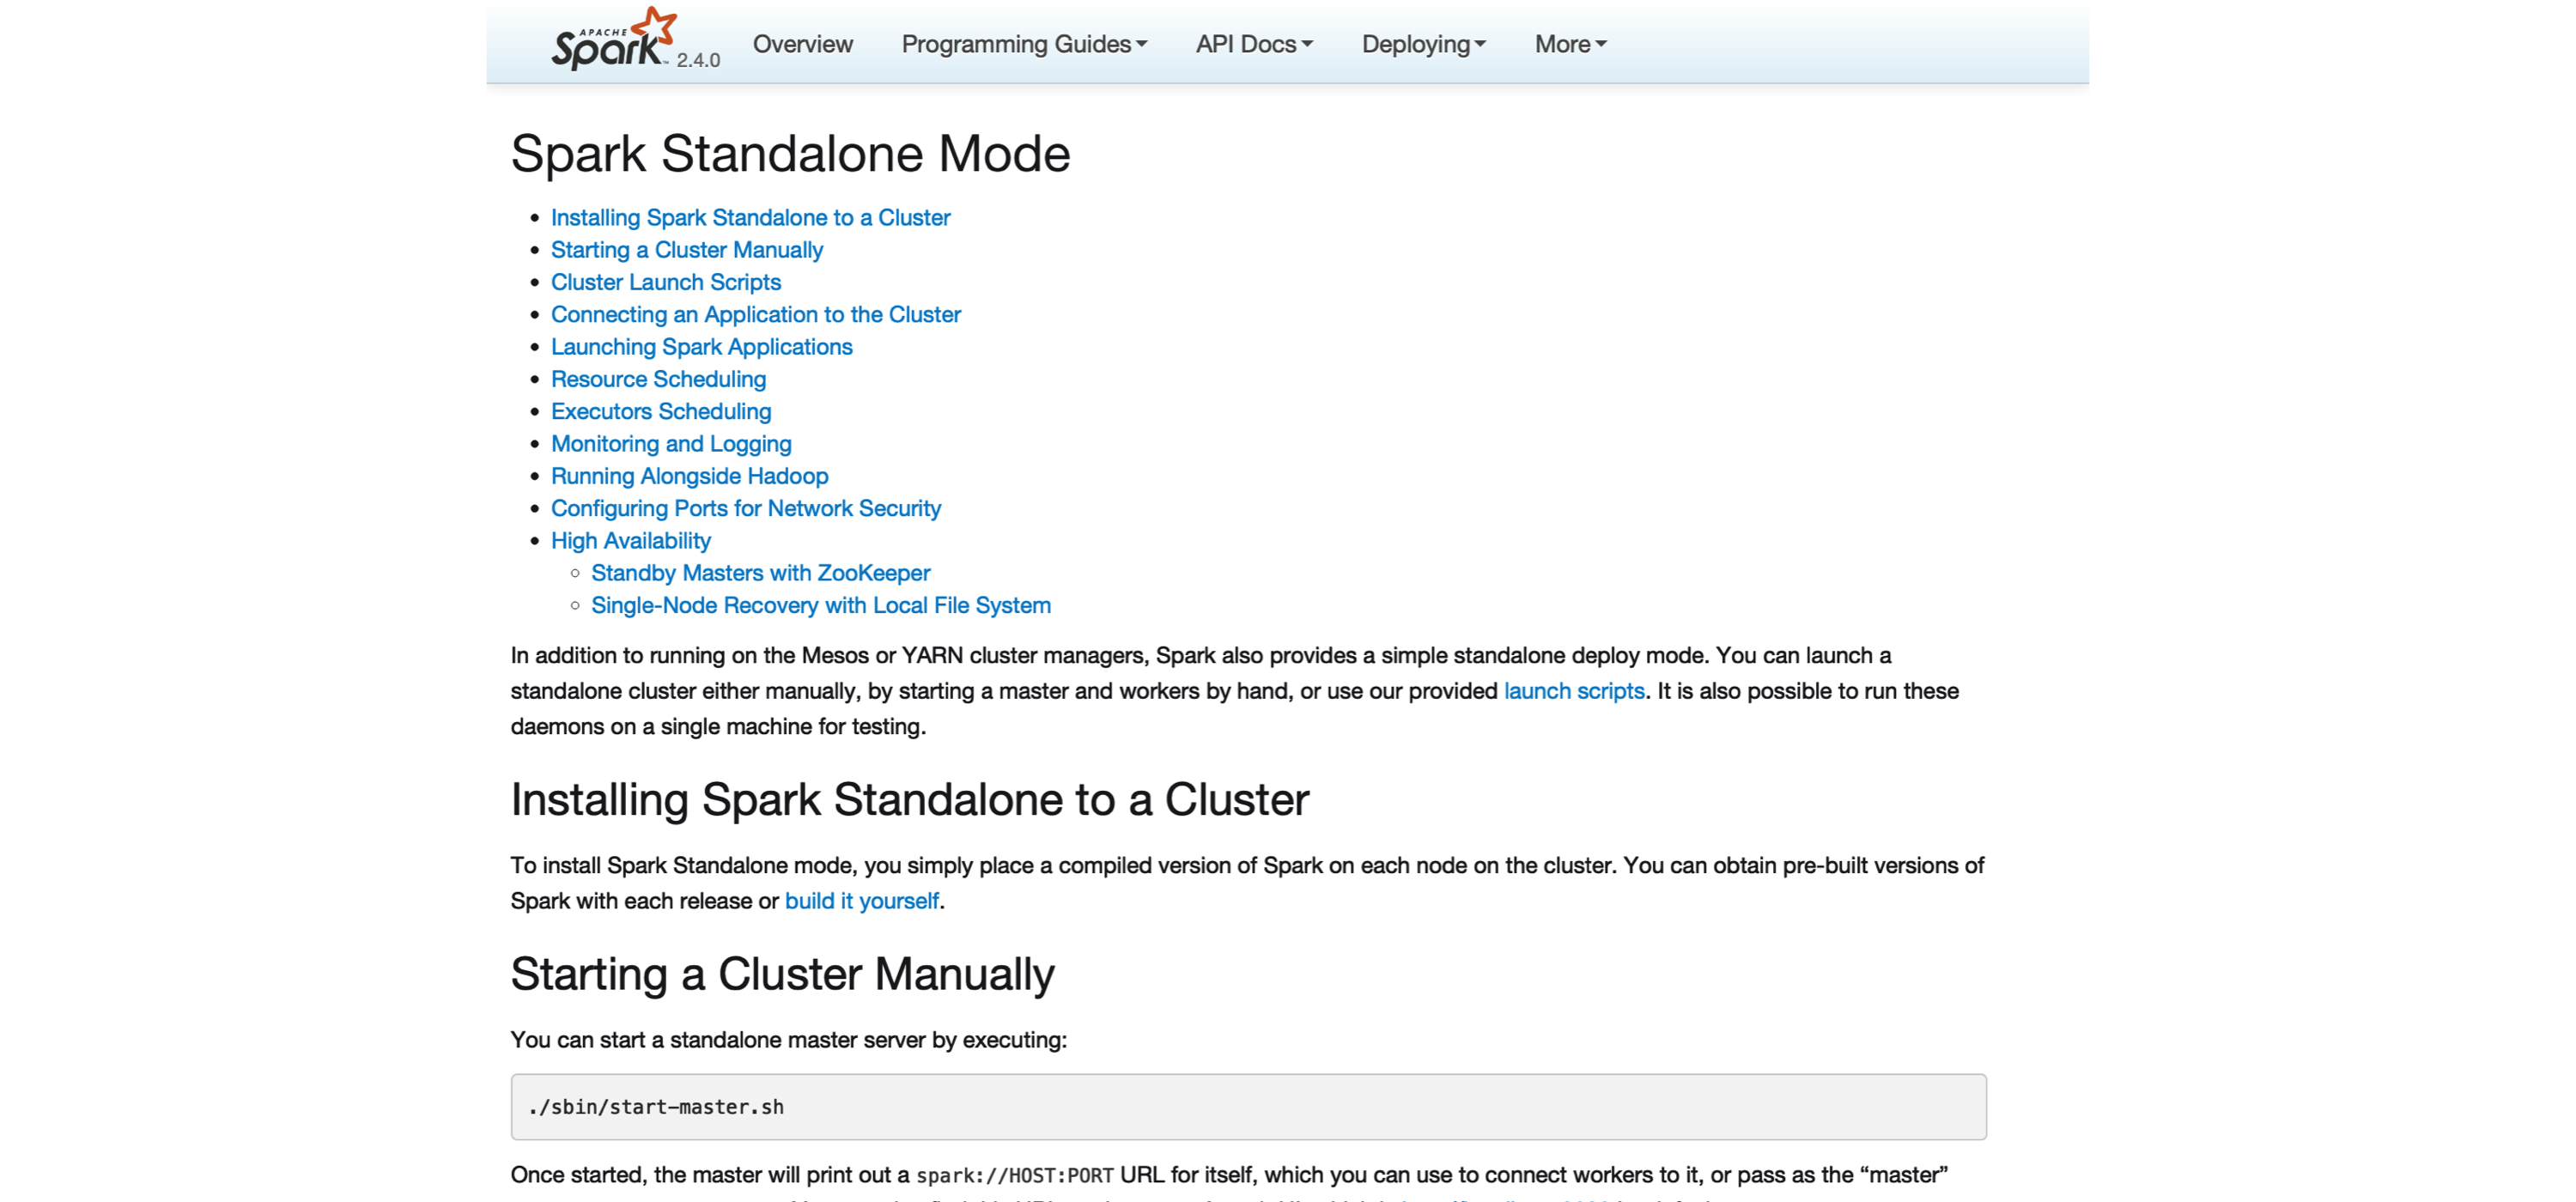 APACHE
Spark™ 2.4.0 Overview Programming Guides API Docs Deploying More
Spark Standalone Mode
• Installing Spark Standalone to a Cluster
• Starting a Cluster Manually
• Cluster Launch Scripts
• Connecting an Application to the Cluster
• Launching Spark Applications
• Resource Scheduling
• Executors Scheduling
• Monitoring and Logging
• Running Alongside Hadoop
• Configuring Ports for Network Security
• High Availability
◦ Standby Masters with ZooKeeper
◦ Single-Node Recovery with Local File System
In addition to running on the Mesos or YARN cluster managers, Spark also provides a simple standalone deploy mode. You can launch a
standalone cluster either manually, by starting a master and workers by hand, or use our provided launch scripts. It is also possible to run these
daemons on a single machine for testing.
Installing Spark Standalone to a Cluster
To install Spark Standalone mode, you simply place a compiled version of Spark on each node on the cluster. You can obtain pre-built versions of
Spark with each release or build it yourself.
Starting a Cluster Manually
You can start a standalone master server by executing:
./sbin/start-master.sh
Once started, the master will print out a spark://HOST:PORT URL for itself, which you can use to connect workers to it, or pass as the “master”